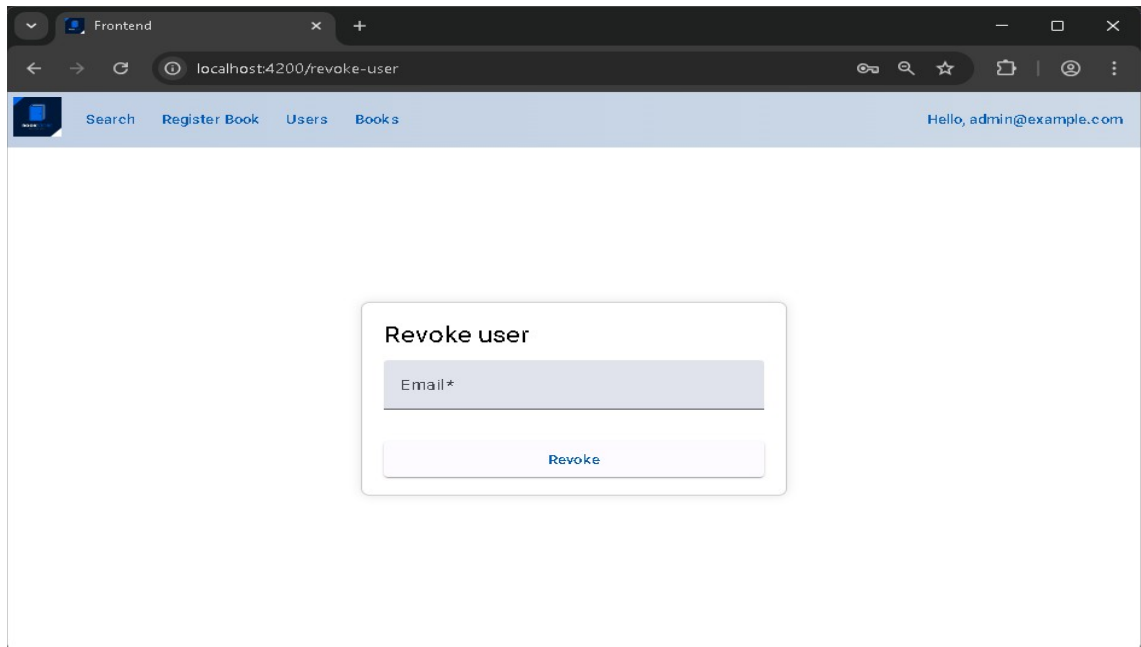 Frontend
localhost:4200/revoke-user
Search Register Book Users Books Hello, admin@example.com
Revoke user
Email*
Revoke